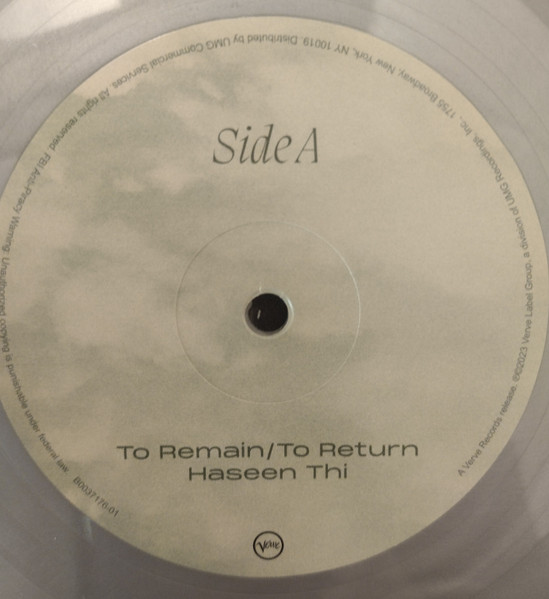 Side A
To Remain/To Return
Haseen Thi
Verve
A Verve Records release. ©2023 Verve Label Group, a division of UMG Recordings, Inc., 1755 Broadway, New York, NY 10019. Distributed by UMG Commercial Services. All rights reserved. FBI Anti-Piracy Warning: Unauthorized copying is punishable under federal law. B0037176-01